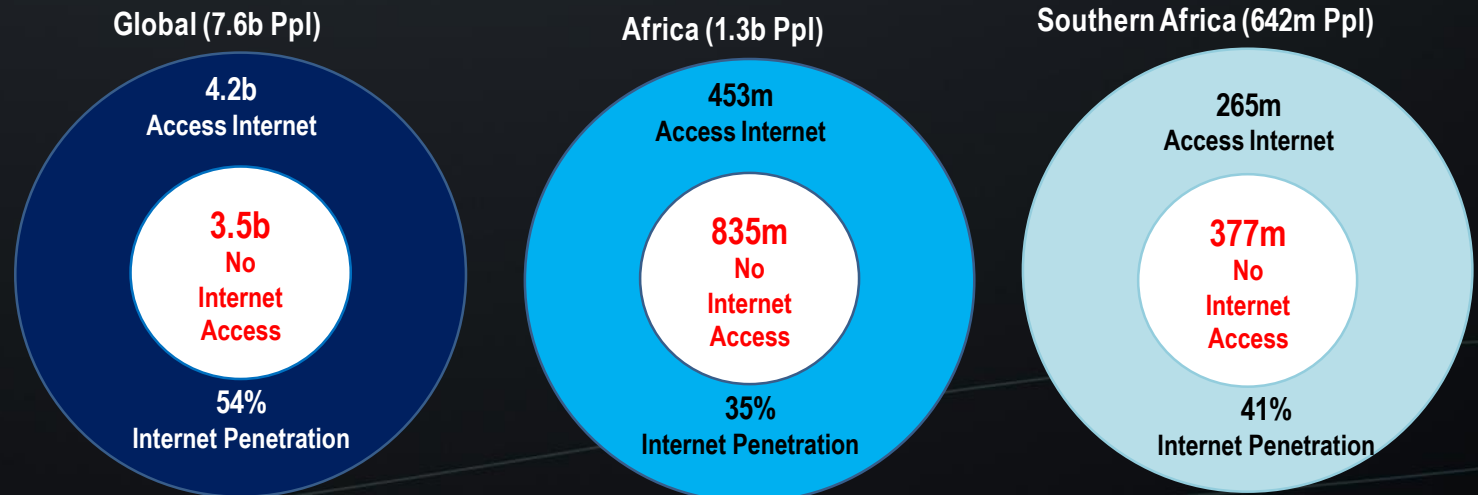 Global (7.6b Ppl)
4.2b
Access Internet
3.5b
No
Internet
Access
54%
Internet Penetration
Africa (1.3b Ppl)
453m
Access Internet
835m
No
Internet
Access
35%
Internet Penetration
Southern Africa (642m Ppl)
265m
Access Internet
377m
No
Internet
Access
41%
Internet Penetration